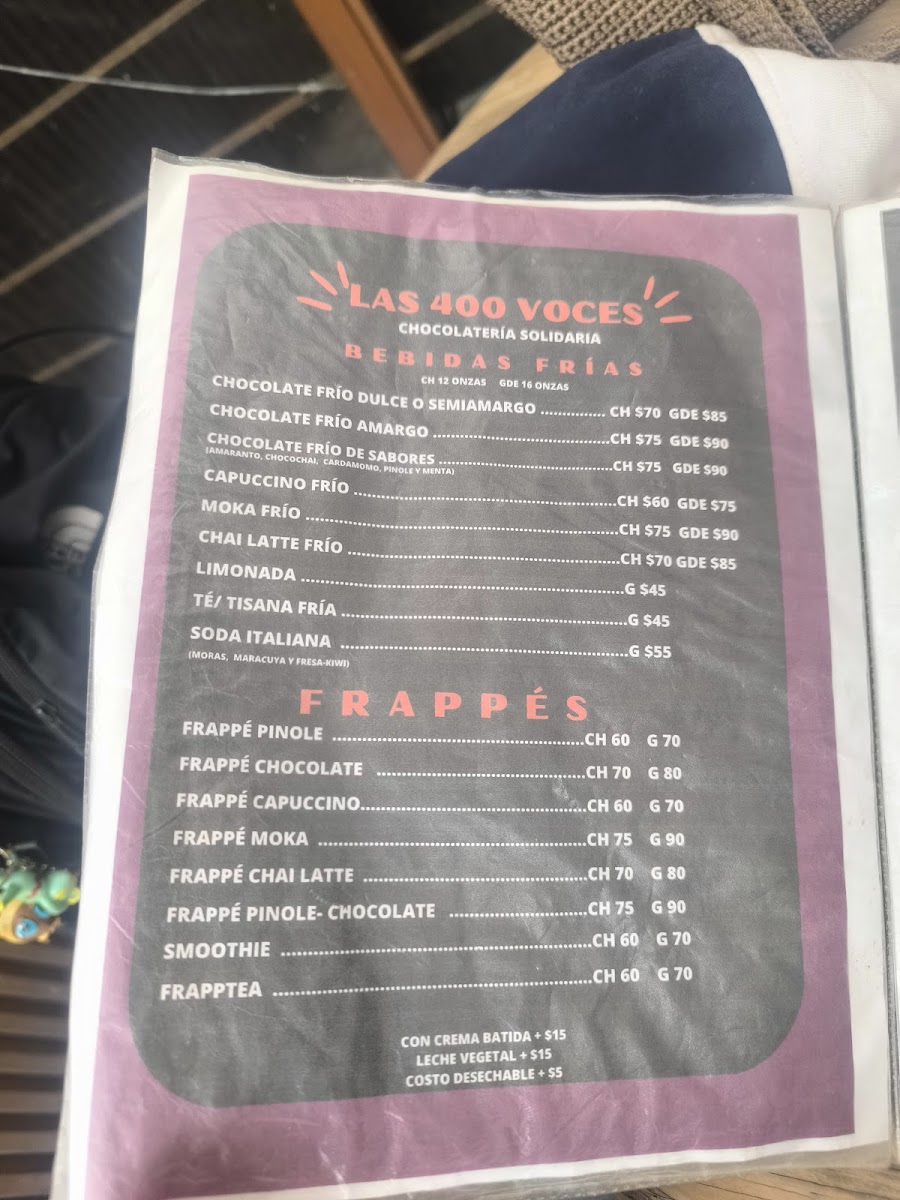 LAS 400 VOCES
CHOCOLATERÍA SOLIDARIA
BEBIDAS FRÍAS
CH 12 ONZAS GDE 16 ONZAS
CHOCOLATE FRÍO DULCE O SEMIAMARGO .............. CH $70 GDE $85
CHOCOLATE FRÍO AMARGO ..............CH $75 GDE $90
CHOCOLATE FRÍO DE SABORES ..............CH $75 GDE $90
(AMARANTO, CHOCOCHAI, CARDAMOMO, PINOLE Y MENTA)
CAPUCCINO FRÍO ..............CH $60 GDE $75
MOKA FRÍO ..............CH $75 GDE $90
CHAI LATTE FRÍO ..............CH $70 GDE $85
LIMONADA ..............G $45
TÉ/ TISANA FRÍA ..............G $45
SODA ITALIANA ..............G $55
(MORAS, MARACUYA Y FRESA-KIWI)
FRAPPÉS
FRAPPÉ PINOLE ..............CH 60 G 70
FRAPPÉ CHOCOLATE ..............CH 70 G 80
FRAPPÉ CAPUCCINO..............CH 60 G 70
FRAPPÉ MOKA ..............CH 75 G 90
FRAPPÉ CHAI LATTE ..............CH 70 G 80
FRAPPÉ PINOLE- CHOCOLATE ..............CH 75 G 90
SMOOTHIE ..............CH 60 G 70
FRAPPTEA ..............CH 60 G 70
CON CREMA BATIDA + $15
LECHE VEGETAL + $15
COSTO DESECHABLE + $5